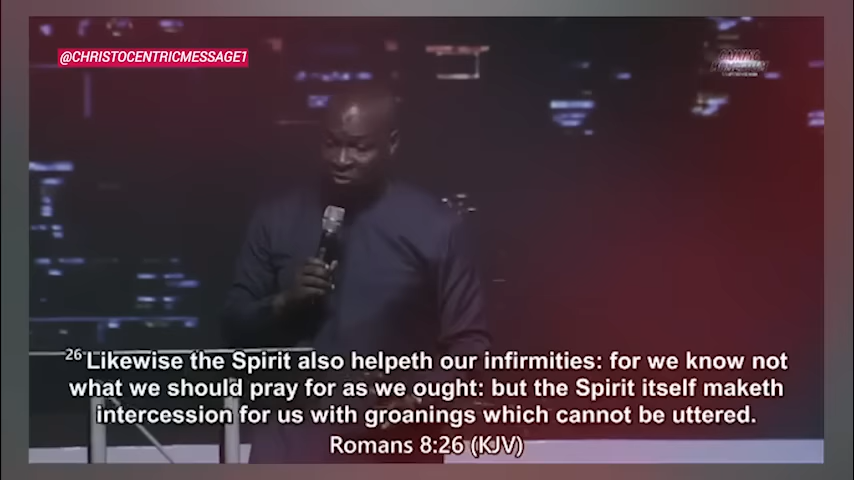 @CHRISTOCENTRICMESSAGE1
26 Likewise the Spirit also helpeth our infirmities: for we know not
what we should pray for as we ought: but the Spirit itself maketh
intercession for us with groanings which cannot be uttered.
Romans 8:26 (KJV)